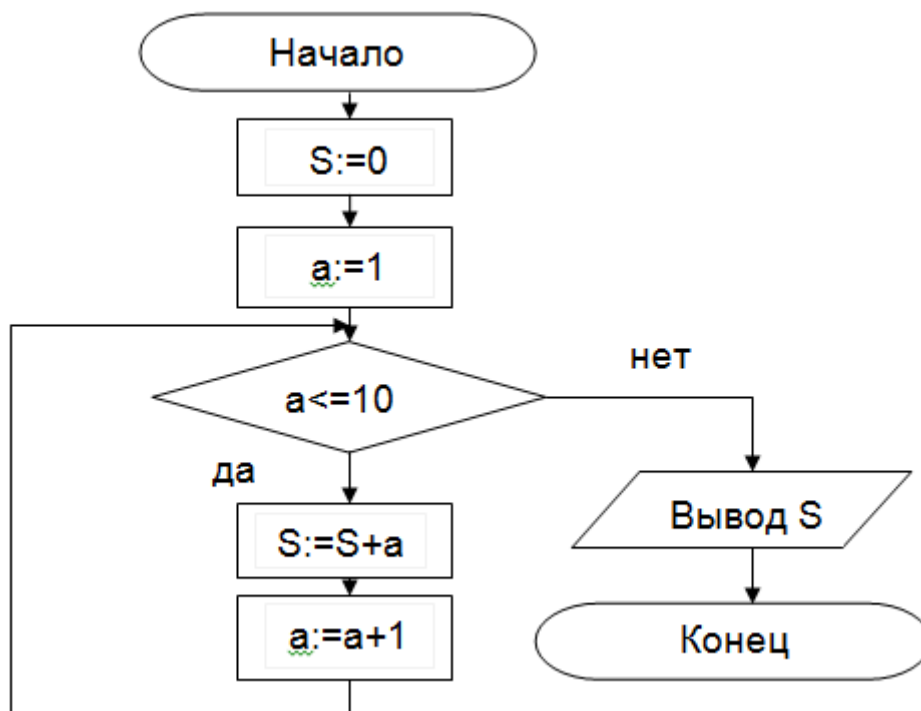 Начало
S:=0
a:=1
a<=10
нет
да
S:=S+a
a:=a+1
Вывод S
Конец